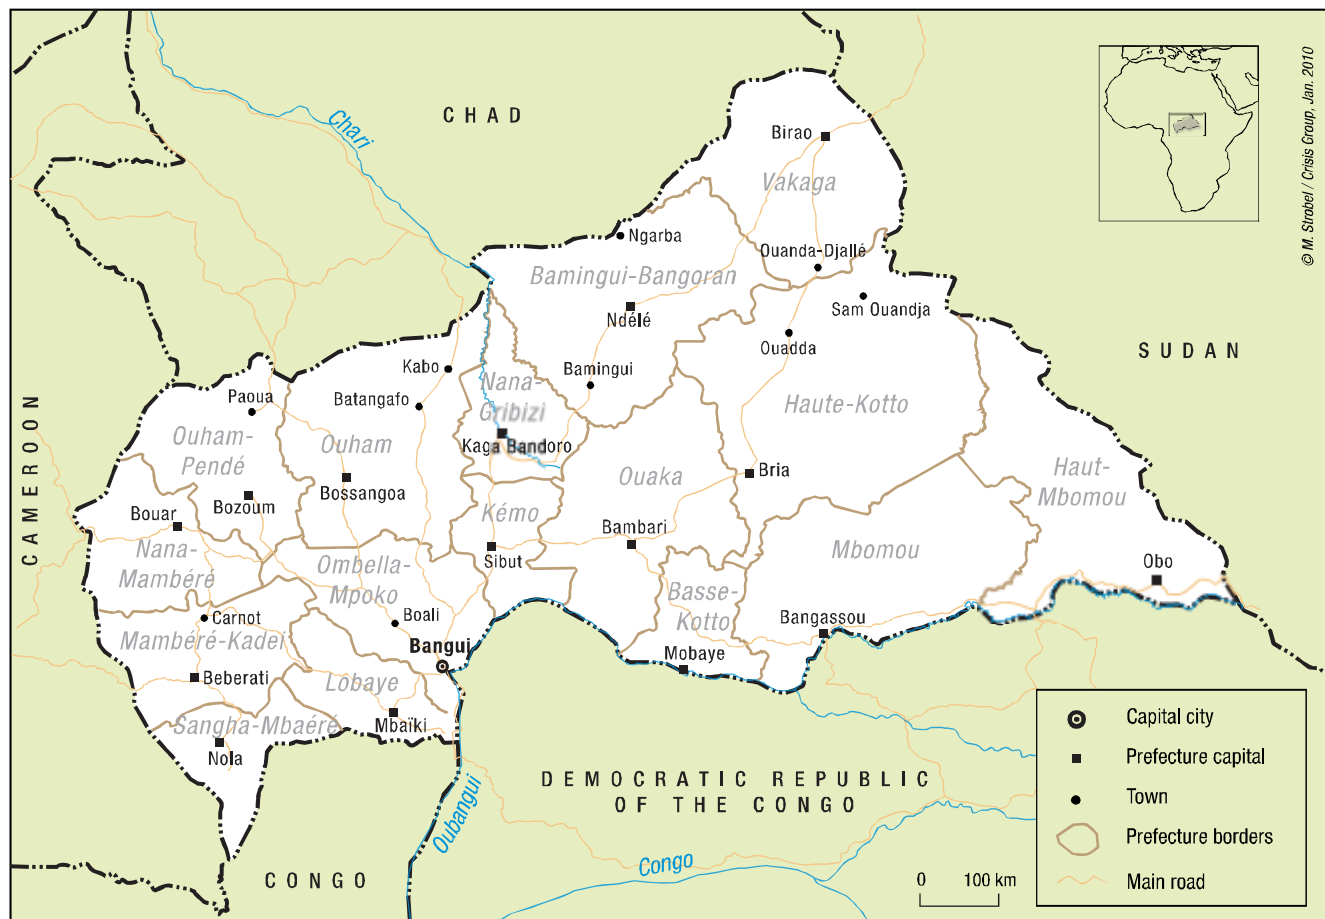 CHAD
Chari
Birao
Vakaga
© M. Strobel / Crisis Group, Jan. 2010
Ngarba
Ouanda-Djallé
Bamingui-Bangoran
Sam Ouandja
Ndélé
Ouadda
SUDAN
Kabo
Bamingui
Nana-
Gribizi
Paoua
Batangafo
Haute-Kotto
CAMEROON
Ouham-
Pendé
Ouham
Kaga Bandoro
Ouaka
Bria
Haut-
Mbomou
Bossangoa
Bozoum
Bouar
Kémo
Bambari
Mbomou
Nana-
Mambéré
Ombella-
Mpoko
Sibut
Obo
Basse-
Kotto
Carnot
Boali
Bangassou
Mambéré-Kadei
Bangui
Mobaye
Beberati
Lobaye
Sangha-Mbaéré
Mbaïki
Nola
DEMOCRATIC REPUBLIC
OF THE CONGO
Oubangui
Congo
CONGO
Capital city
Prefecture capital
Town
Prefecture borders
Main road
0 100 km